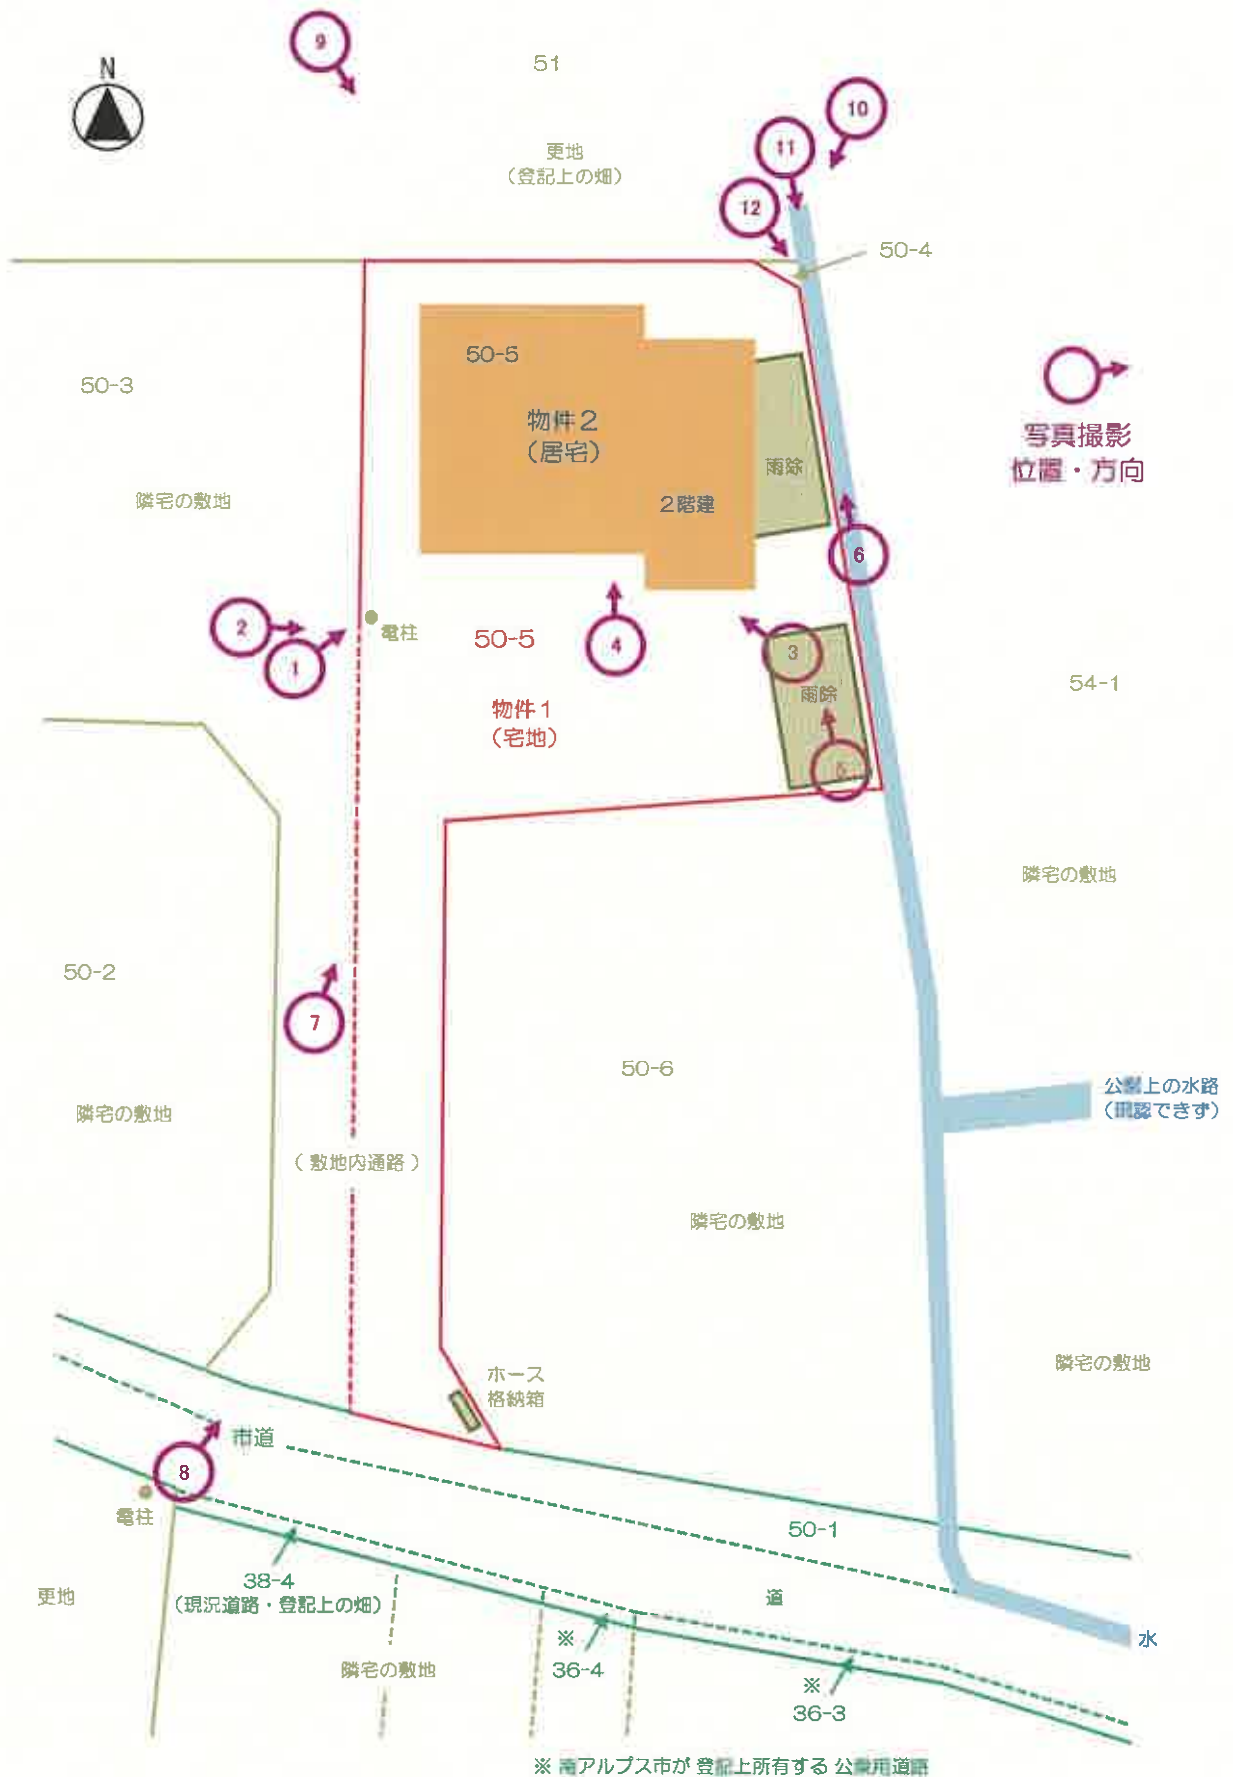 9
N
51
10
11
更地
(登記上の畑)
12
50-4
50-5
50-3
物件2
(居宅)
写真撮影
位置・方向
雨除
隣宅の敷地
2階建
6
2
電柱
50-5
4
3
1
54-1
雨除
物件1
(宅地)
5
隣宅の敷地
50-2
7
50-6
公図上の水路
(現認できず)
隣宅の敷地
(敷地内通路)
隣宅の敷地
隣宅の敷地
ホース
格納箱
市道
8
電柱
50-1
38-4
(現況道路・登記上の畑)
更地
道
※
36-4
水
隣宅の敷地
※
36-3
※ 南アルプス市が 登記上所有する 公衆用道路